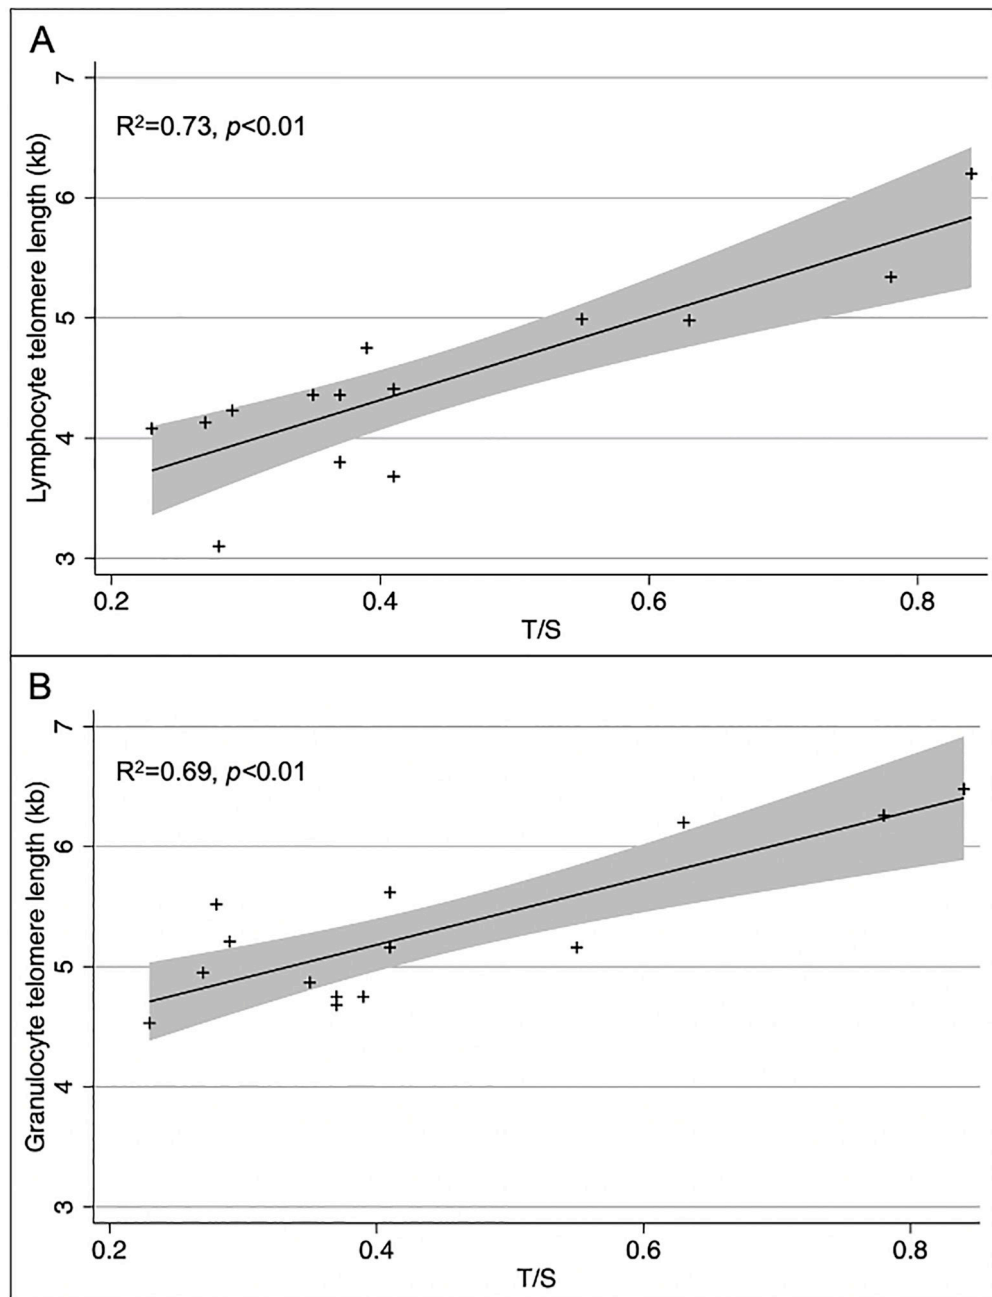 A
Lymphocyte telomere length (kb)
7
6
5
4
3
R²=0.73, p<0.01
0.2 0.4 0.6 0.8
T/S
B
Granulocyte telomere length (kb)
7
6
5
4
3
R²=0.69, p<0.01
0.2 0.4 0.6 0.8
T/S